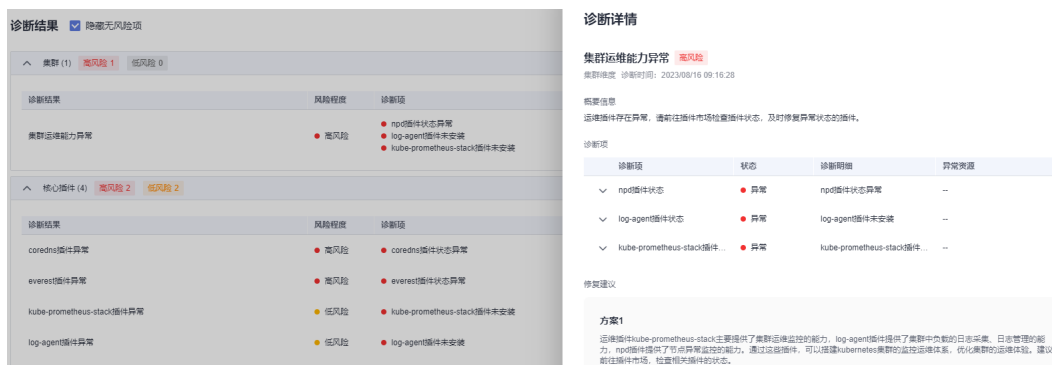 诊断结果 隐藏无风险项
集群 (1) 高风险 1 低风险 0
诊断结果 风险程度 诊断项
集群运维能力异常 高风险 npd插件状态异常
log-agent插件未安装
kube-prometheus-stack插件未安装
核心插件 (4) 高风险 2 低风险 2
诊断结果 风险程度 诊断项
coredns插件异常 高风险 coredns插件状态异常
everest插件异常 高风险 everest插件状态异常
kube-prometheus-stack插件异常 低风险 kube-prometheus-stack插件未安装
log-agent插件异常 低风险 log-agent插件未安装
诊断详情
集群运维能力异常 高风险
集群维度 诊断时间：2023/08/16 09:16:28
概要信息
运维插件存在异常，请前往插件市场检查插件状态，及时修复异常状态的插件。
诊断项
诊断项 状态 诊断明细 异常资源
npd插件状态 异常 npd插件状态异常 --
log-agent插件状态 异常 log-agent插件未安装 --
kube-prometheus-stack插件... 异常 kube-prometheus-stack插件... --
修复建议
方案1
运维插件kube-prometheus-stack主要提供了集群运维监控的能力，log-agent插件提供了集群中负载的日志采集、日志管理的能
力，npd插件提供了节点异常监控的能力。通过这些插件，可以搭建kubernetes集群的监控运维体系，优化集群的运维体验。建议
前往插件市场，检查相关插件的状态。